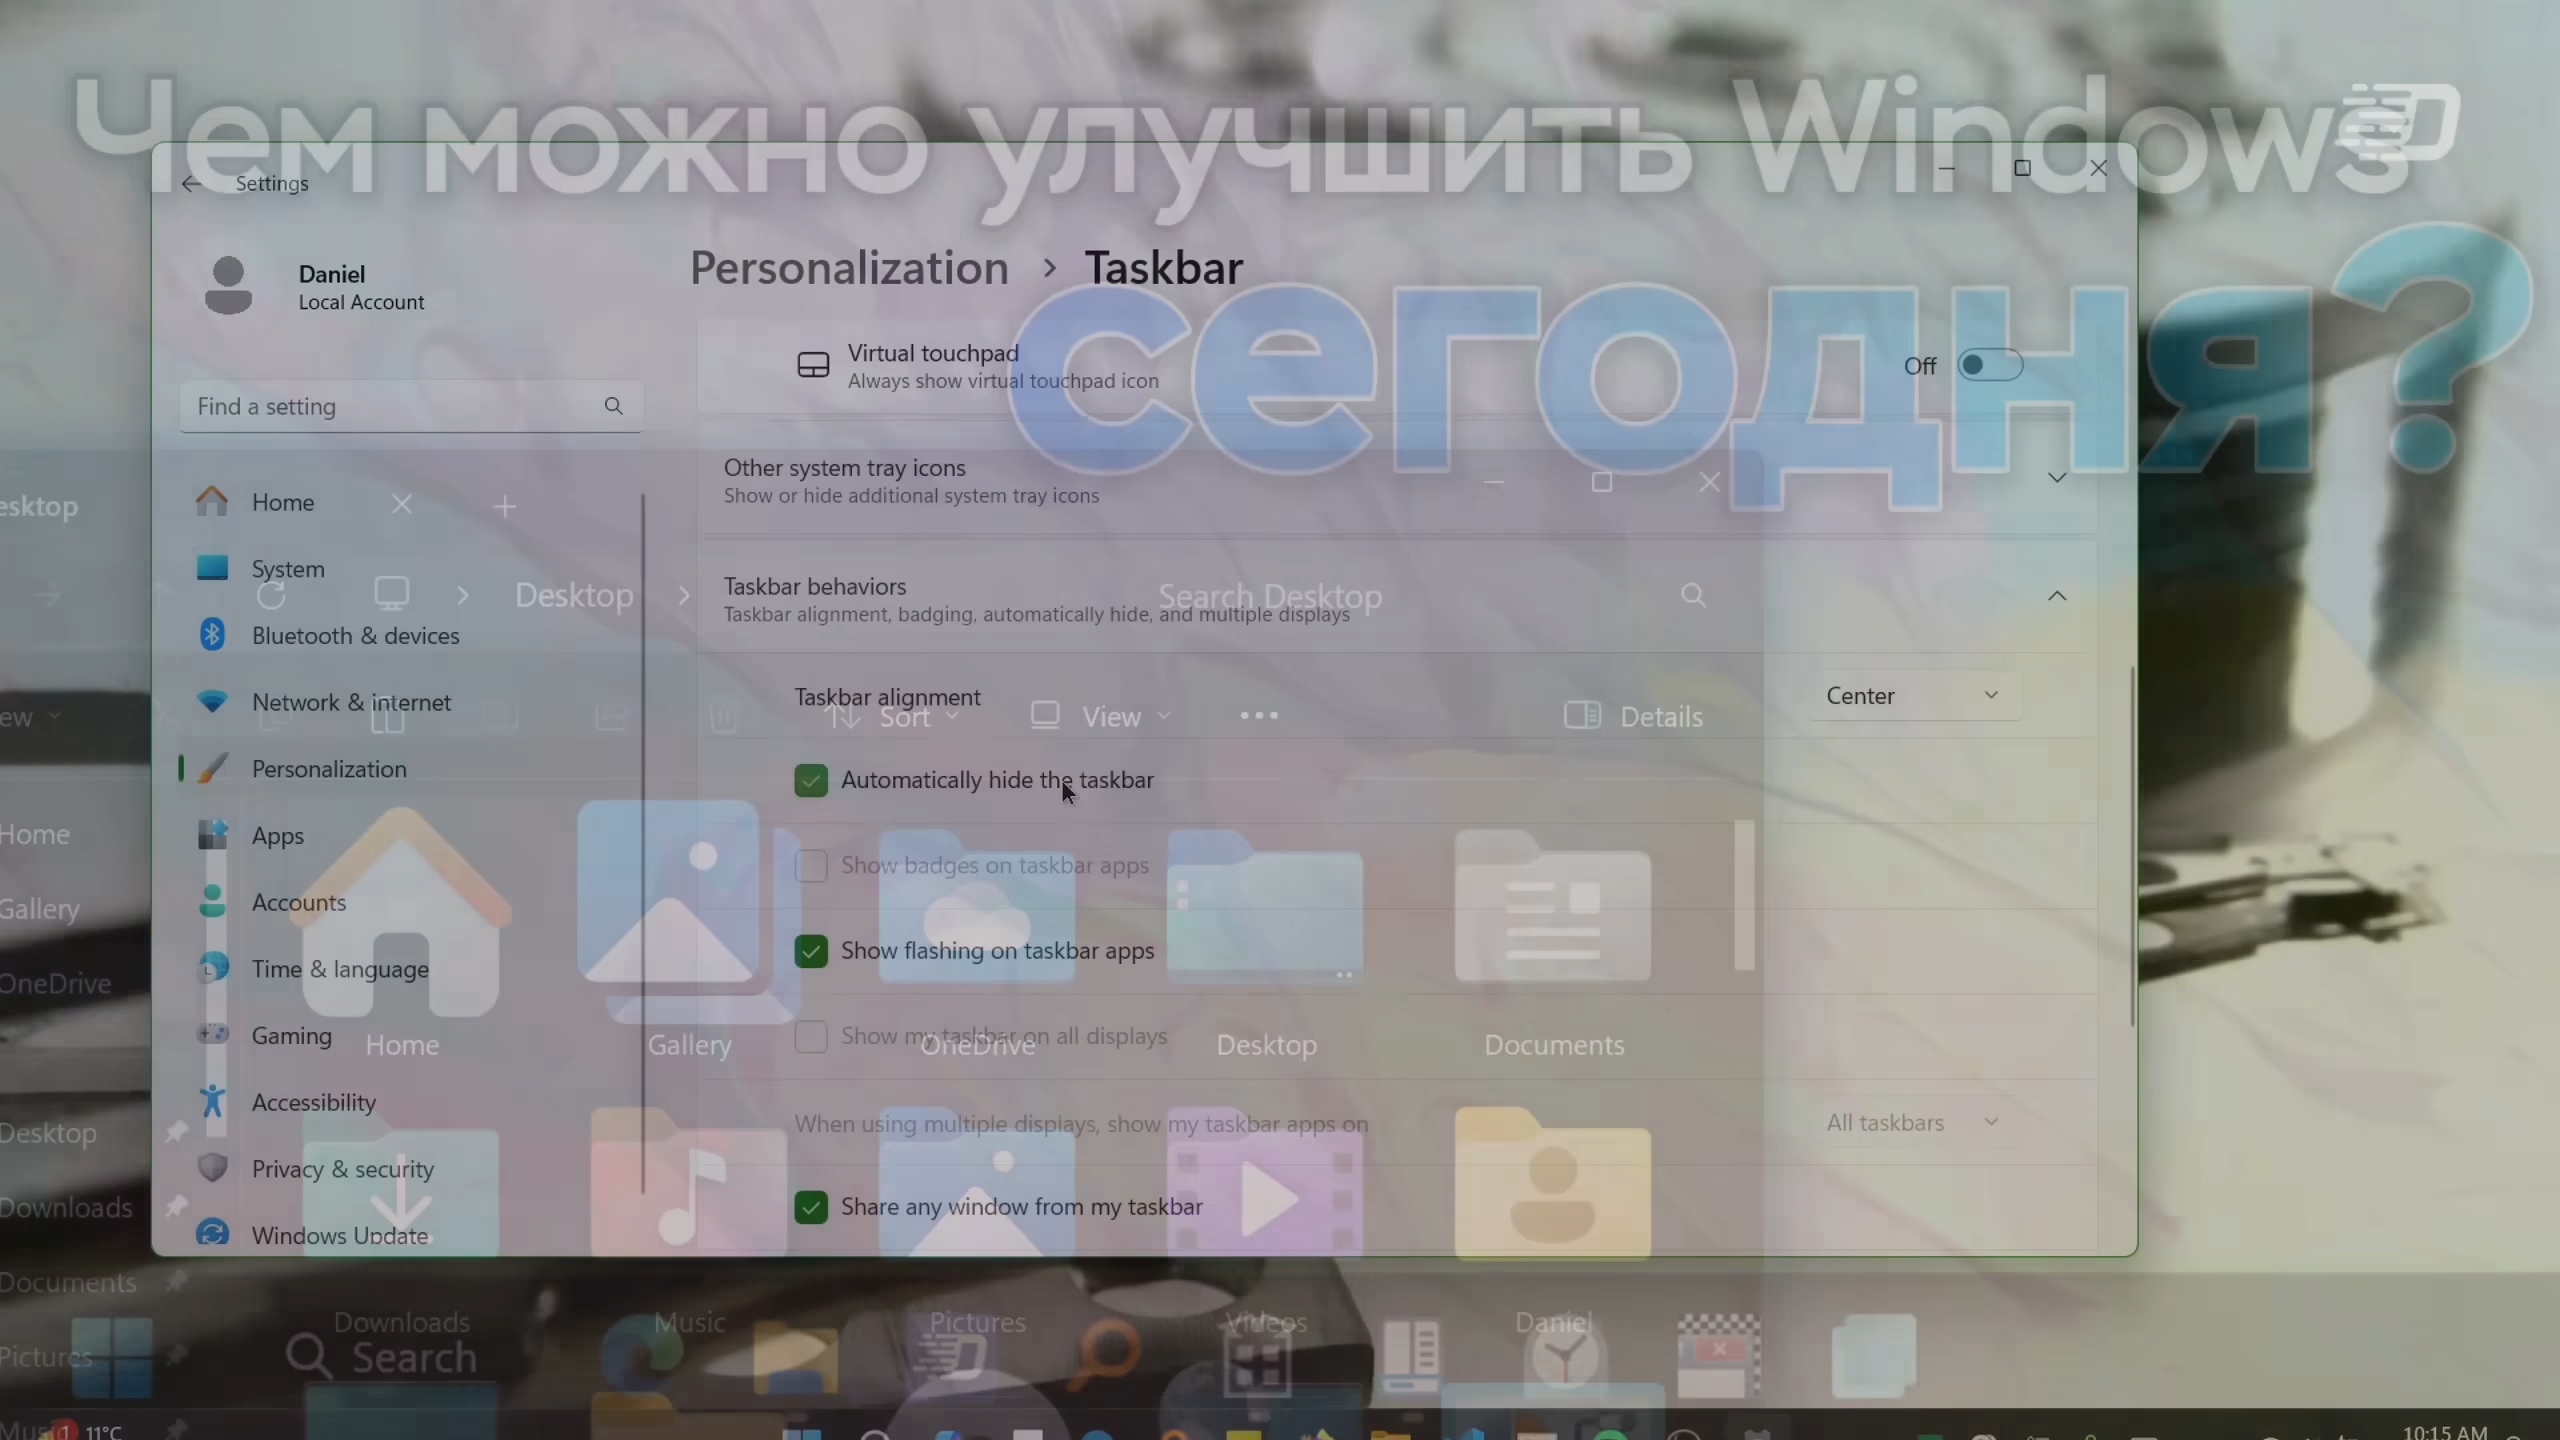 Чем можно улучшить Windows
сегодня?
Settings
Daniel
Local Account
Find a setting
Home
System
Bluetooth & devices
Network & internet
Personalization
Apps
Accounts
Time & language
Gaming
Accessibility
Privacy & security
Windows Update
Personalization > Taskbar
Virtual touchpad
Always show virtual touchpad icon
Off
Other system tray icons
Show or hide additional system tray icons
Taskbar behaviors
Taskbar alignment, badging, automatically hide, and multiple displays
Taskbar alignment
Center
Automatically hide the taskbar
Show badges on taskbar apps
Show flashing on taskbar apps
Show my taskbar on all displays
When using multiple displays, show my taskbar apps on
All taskbars
Share any window from my taskbar
esktop
Desktop
Search Desktop
ew
Sort
View
Details
Home
Gallery
OneDrive
Desktop
Downloads
Documents
Pictures
Music
Home
Gallery
OneDrive
Desktop
Documents
Downloads
Music
Pictures
Videos
Daniel
Search
1
11°C
10:15 AM